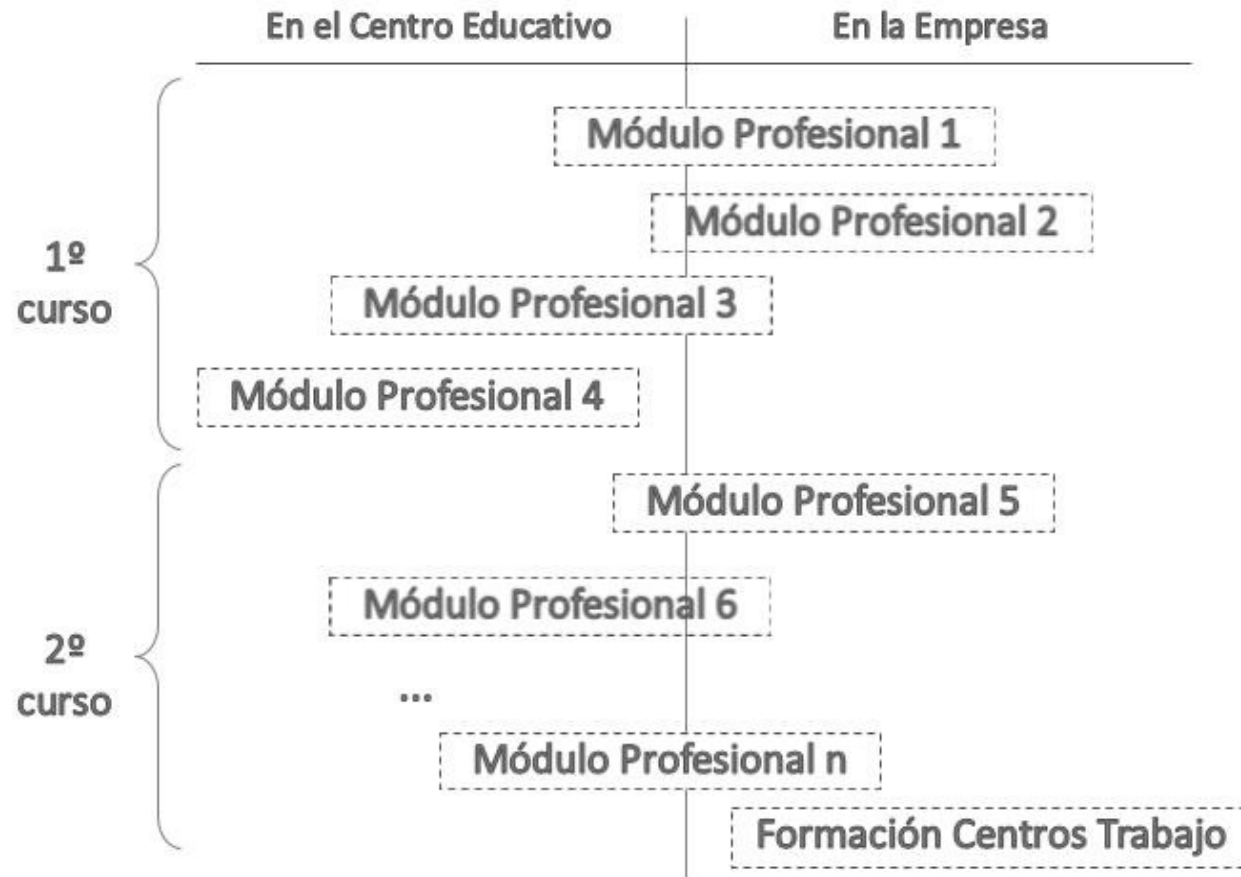 En el Centro Educativo
En la Empresa
1º
curso
Módulo Profesional 1
Módulo Profesional 2
Módulo Profesional 3
Módulo Profesional 4
2º
curso
Módulo Profesional 5
Módulo Profesional 6
...
Módulo Profesional n
Formación Centros Trabajo